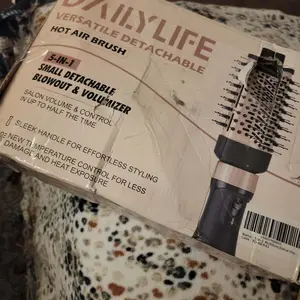 DAILYLIFE
VERSATILE DETACHABLE
HOT AIR BRUSH
5-IN-1
SMALL DETACHABLE
BLOWOUT & VOLUMIZER
SALON VOLUME & CONTROL
IN UP TO HALF THE TIME
SLEEK HANDLE FOR EFFORTLESS STYLING
NEW TEMPERATURE CONTROL FOR LESS
DAMAGE AND HEAT EXPOSURE